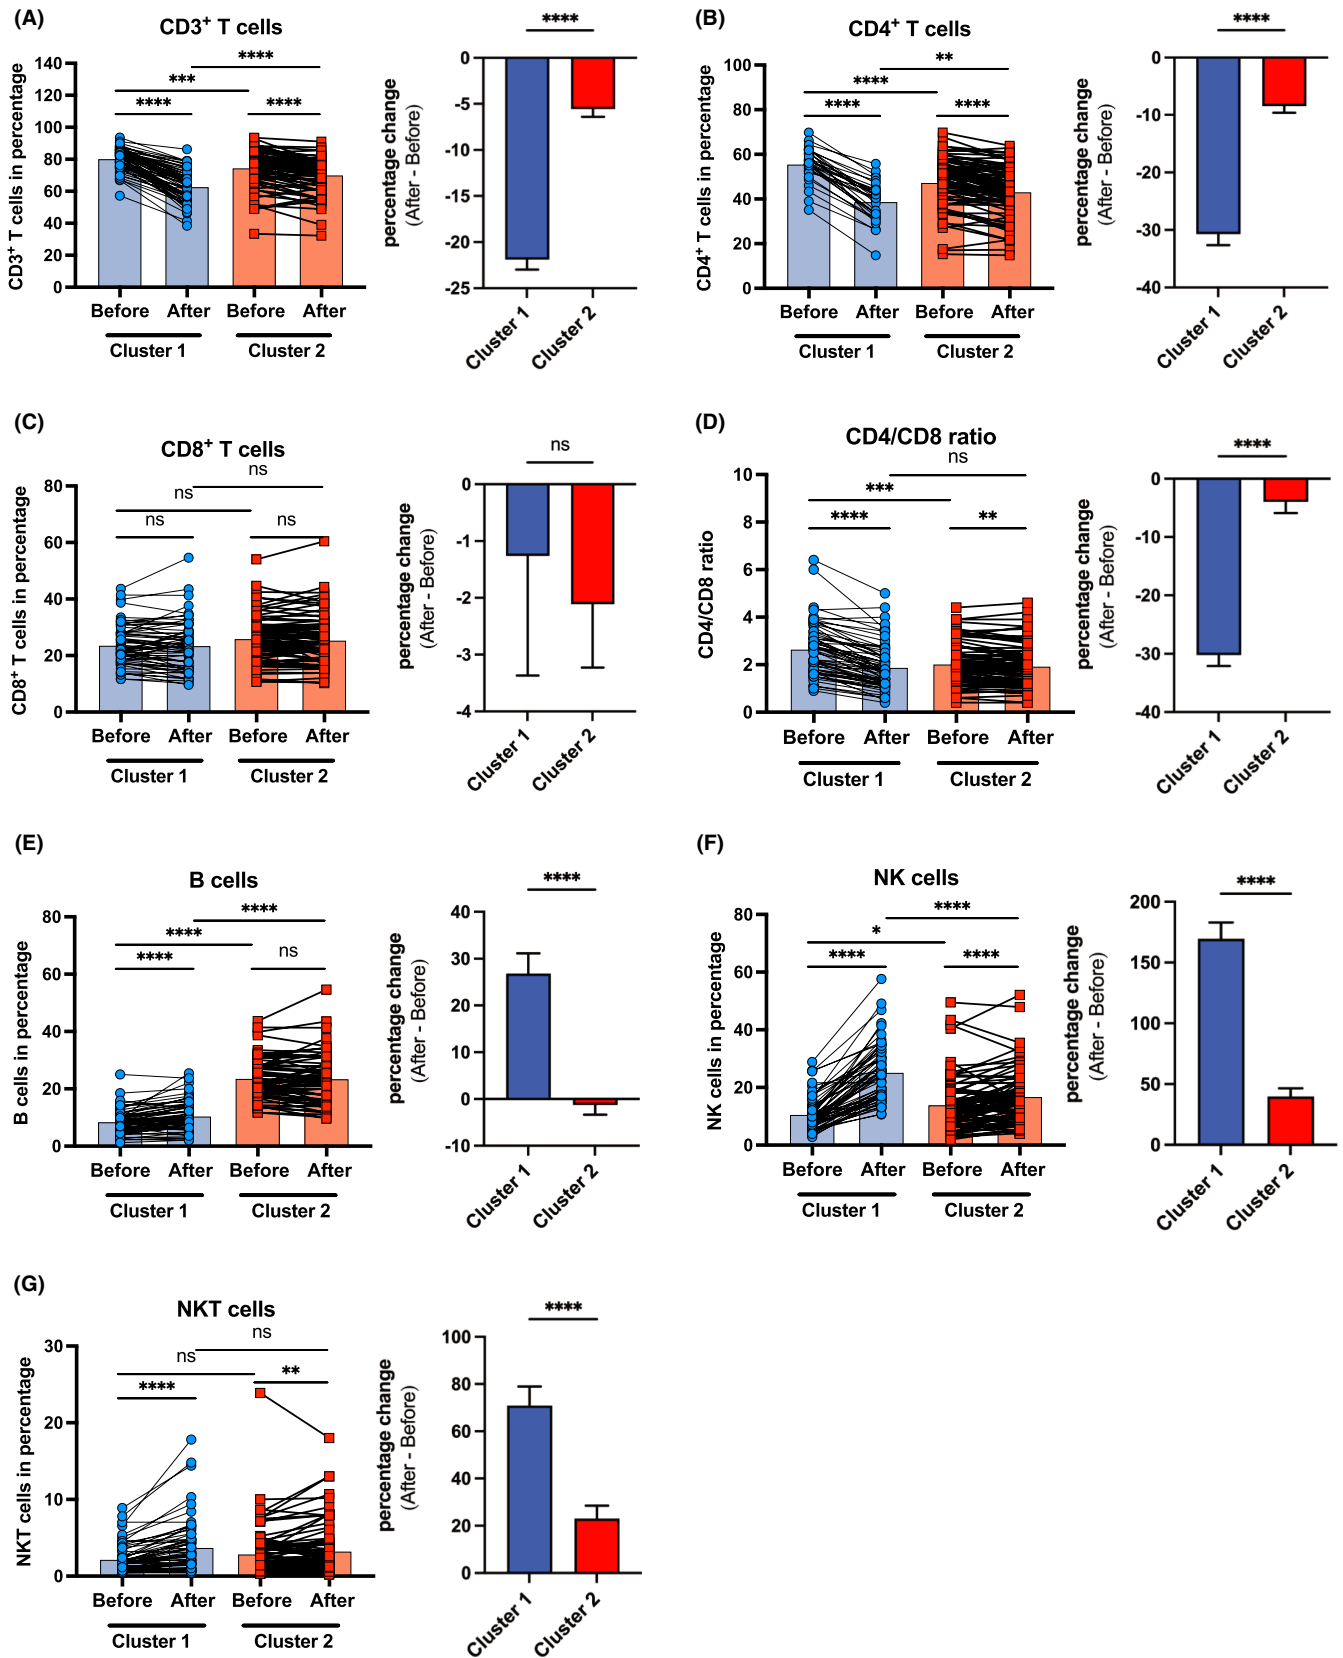 (A)
CD3+ T cells
****
****
***
****
****
CD3+ T cells in percentage
140
120
100
80
60
40
20
0
Before After Before After
Cluster 1 Cluster 2
percentage change
(After - Before)
0
-5
-10
-15
-20
-25
Cluster 1
Cluster 2
(B)
CD4+ T cells
****
**
****
****
****
CD4+ T cells in percentage
100
80
60
40
20
0
Before After Before After
Cluster 1 Cluster 2
percentage change
(After - Before)
0
-10
-20
-30
-40
Cluster 1
Cluster 2
(C)
CD8+ T cells
ns
ns
ns
ns
ns
CD8+ T cells in percentage
80
60
40
20
0
Before After Before After
Cluster 1 Cluster 2
percentage change
(After - Before)
0
-1
-2
-3
-4
Cluster 1
Cluster 2
(D)
CD4/CD8 ratio
****
ns
***
****
**
CD4/CD8 ratio
10
8
6
4
2
0
Before After Before After
Cluster 1 Cluster 2
percentage change
(After - Before)
0
-10
-20
-30
-40
Cluster 1
Cluster 2
(E)
B cells
****
****
****
****
ns
B cells in percentage
80
60
40
20
0
Before After Before After
Cluster 1 Cluster 2
percentage change
(After - Before)
40
30
20
10
0
-10
Cluster 1
Cluster 2
(F)
NK cells
****
****
*
****
****
NK cells in percentage
80
60
40
20
0
Before After Before After
Cluster 1 Cluster 2
percentage change
(After - Before)
200
150
100
50
0
Cluster 1
Cluster 2
(G)
NKT cells
****
ns
ns
****
**
NKT cells in percentage
30
20
10
0
Before After Before After
Cluster 1 Cluster 2
percentage change
(After - Before)
100
80
60
40
20
0
Cluster 1
Cluster 2